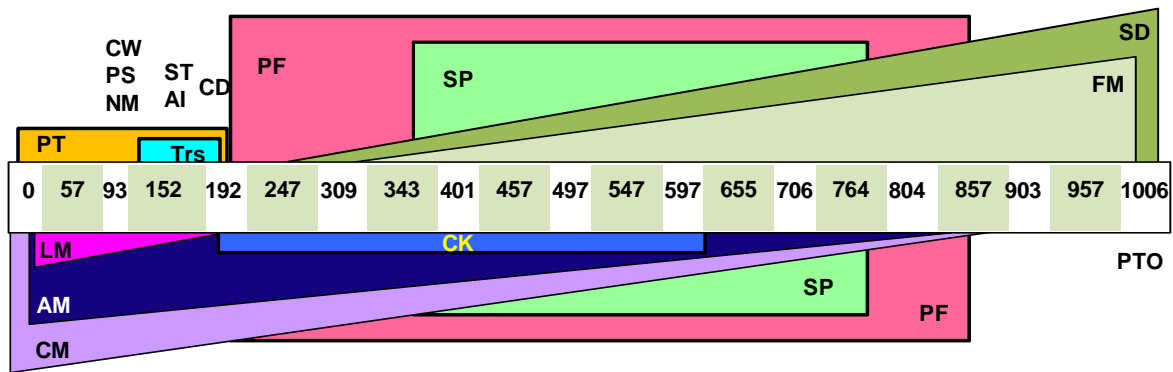 SD
CW
PS
NM
ST
AI
CD
PF
SP
FM
PT
Trs
0 57 93 152 192 247 309 343 401 457 497 547 597 655 706 764 804 857 903 957 1006
LM
CK
PTO
SP
AM
PF
CM